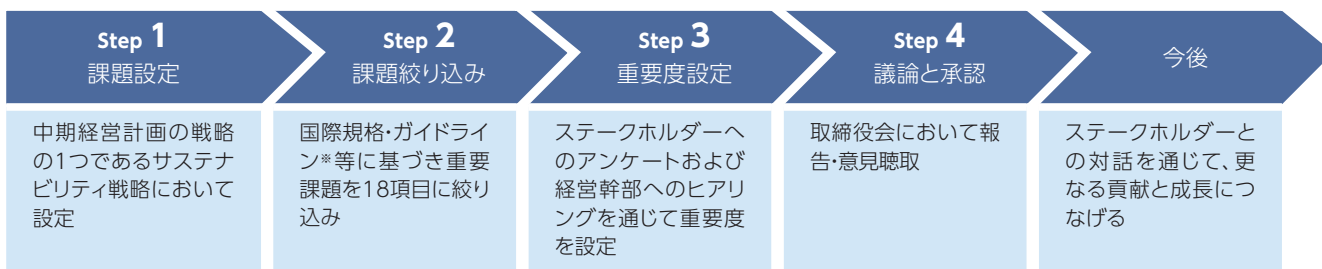 Step 1
課題設定
中期経営計画の戦略
の1つであるサステナ
ビリティ戦略において
設定
Step 2
課題絞り込み
国際規格・ガイドライ
ン※等に基づき重要
課題を18項目に絞り
込み
Step 3
重要度設定
ステークホルダーへ
のアンケートおよび
経営幹部へのヒアリ
ングを通じて重要度
を設定
Step 4
議論と承認
取締役会において報
告・意見聴取
今後
ステークホルダーと
の対話を通じて、更
なる貢献と成長につ
なげる